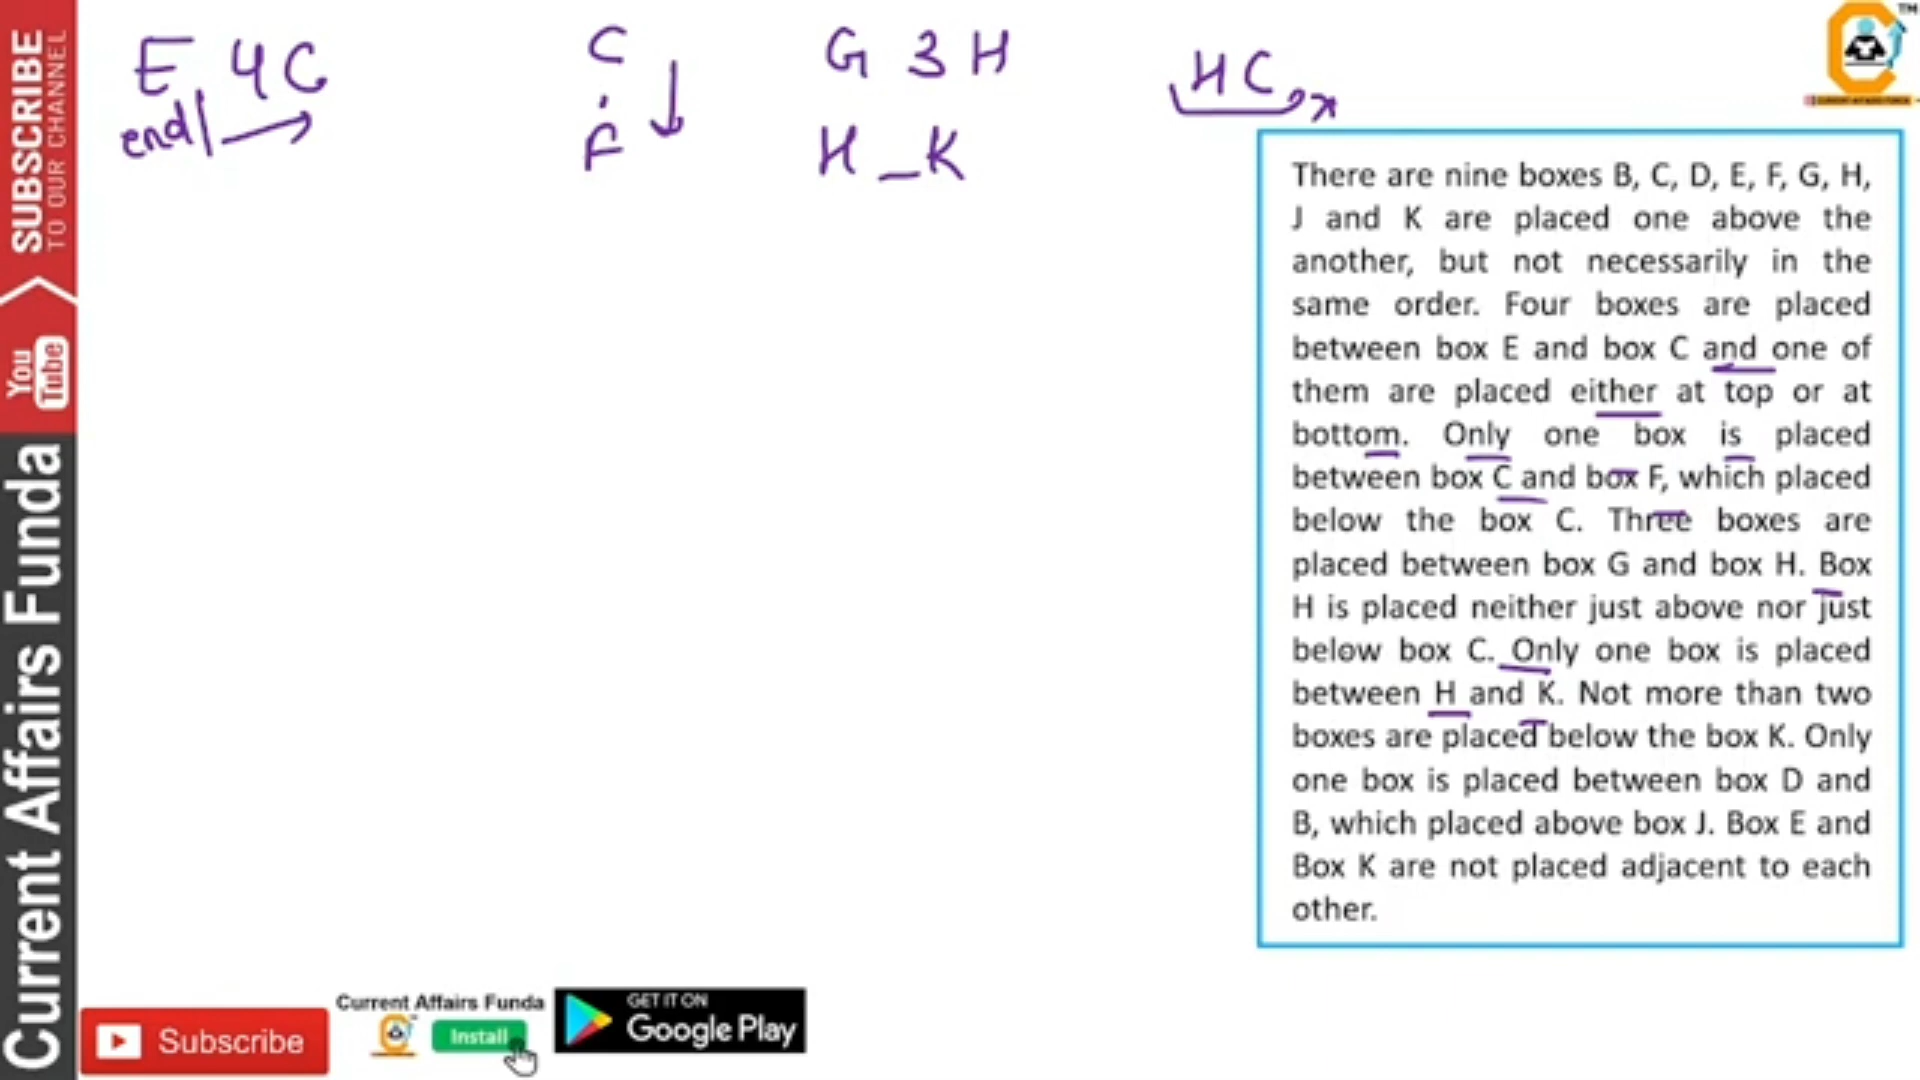 SUBSCRIBE
TO OUR CHANNEL
You
Tube
Current Affairs Funda
E 4 C
end
C
F
G 3 H
H _ K
H C
TM
There are nine boxes B, C, D, E, F, G, H,
J and K are placed one above the
another, but not necessarily in the
same order. Four boxes are placed
between box E and box C and one of
them are placed either at top or at
bottom. Only one box is placed
between box C and box F, which placed
below the box C. Three boxes are
placed between box G and box H. Box
H is placed neither just above nor just
below box C. Only one box is placed
between H and K. Not more than two
boxes are placed below the box K. Only
one box is placed between box D and
B, which placed above box J. Box E and
Box K are not placed adjacent to each
other.
Subscribe
Current Affairs Funda
Install
GET IT ON
Google Play